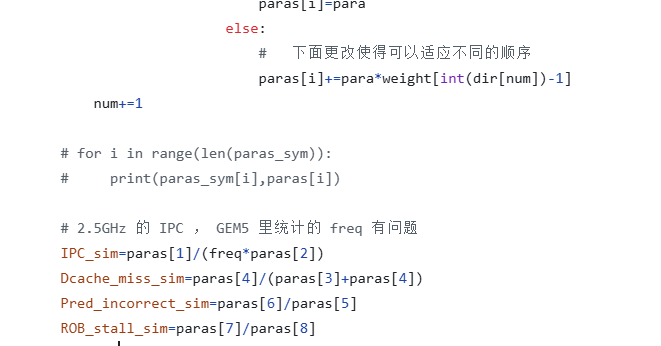 paras[i]=para
else:
#   下面更改使得可以适应不同的顺序
paras[i]+=para*weight[int(dir[num])-1]
num+=1
# for i in range(len(paras_sym)):
#     print(paras_sym[i],paras[i])
# 2.5GHz 的 IPC ， GEM5 里统计的 freq 有问题
IPC_sim=paras[1]/(freq*paras[2])
Dcache_miss_sim=paras[4]/(paras[3]+paras[4])
Pred_incorrect_sim=paras[6]/paras[5]
ROB_stall_sim=paras[7]/paras[8]